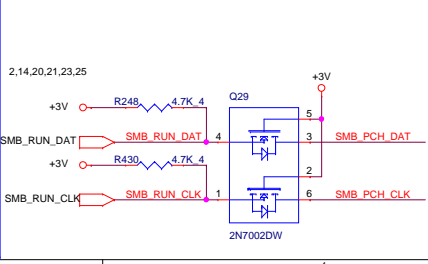 2,14,20,21,23,25
+3V
Q29
+3V
R248 4.7K_4
5
SMB_RUN_DAT SMB_RUN_DAT 4 3 SMB_PCH_DAT
+3V
R430 4.7K_4
2
SMB_RUN_CLK SMB_RUN_CLK 1 6 SMB_PCH_CLK
2N7002DW